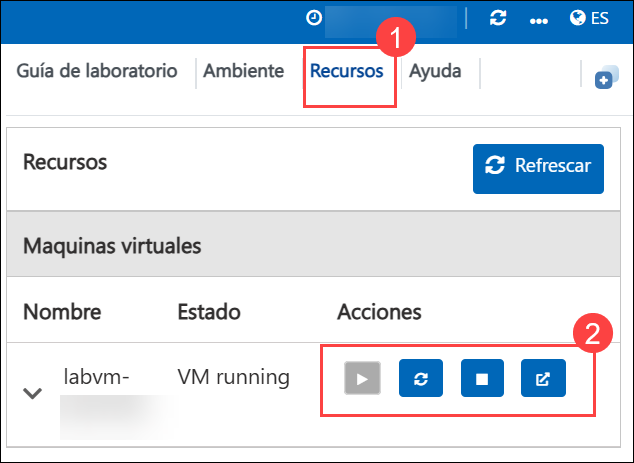 ES
1
Guía de laboratorio Ambiente Recursos Ayuda
Recursos
Refrescar
Maquinas virtuales
Nombre Estado Acciones
2
labvm- VM running